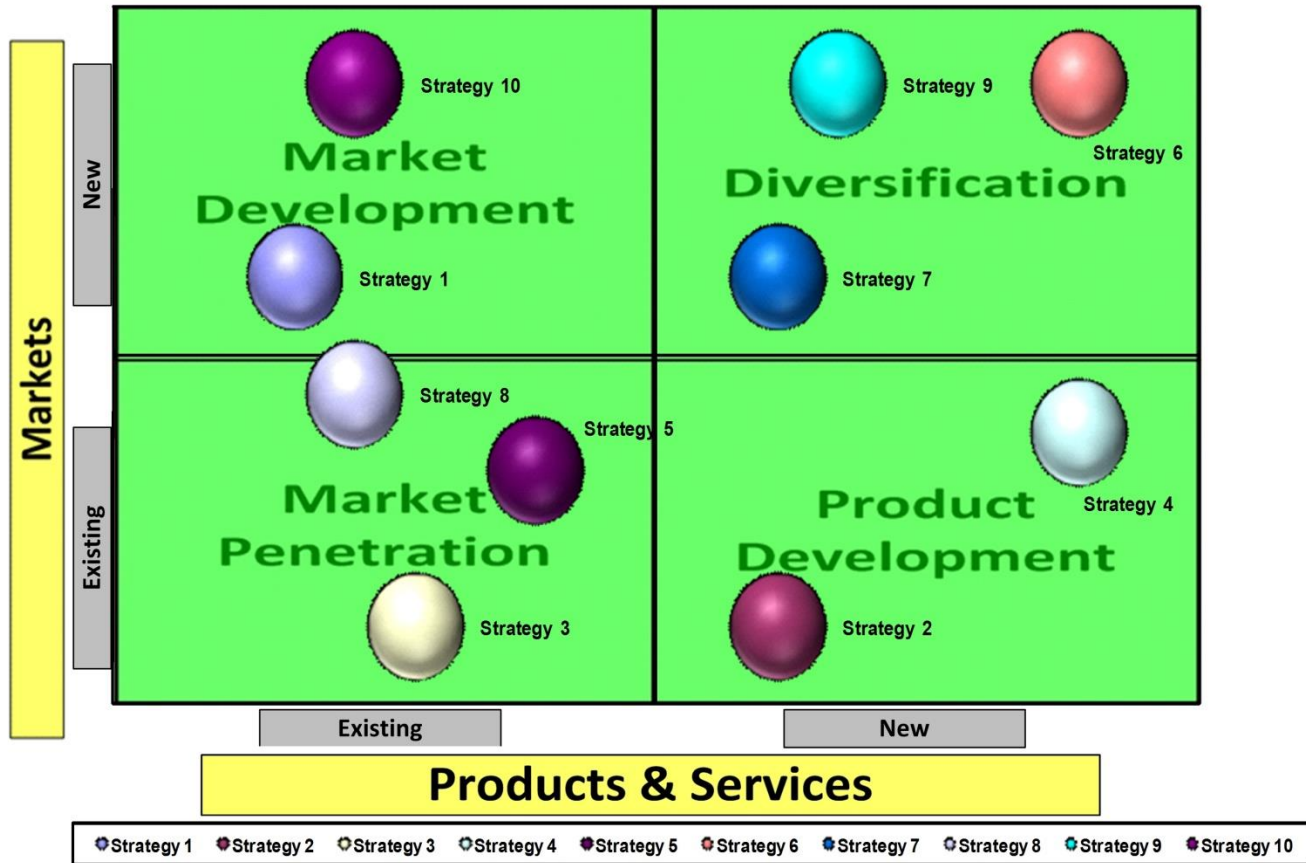 Markets
New
Existing
Strategy 10
Strategy 9
Strategy 6
Market
Development
Diversification
Strategy 1
Strategy 7
Strategy 8
Strategy 5
Market
Penetration
Strategy 4
Product
Development
Strategy 3
Strategy 2
Existing
New
Products & Services
Strategy 1 Strategy 2 Strategy 3 Strategy 4 Strategy 5 Strategy 6 Strategy 7 Strategy 8 Strategy 9 Strategy 10